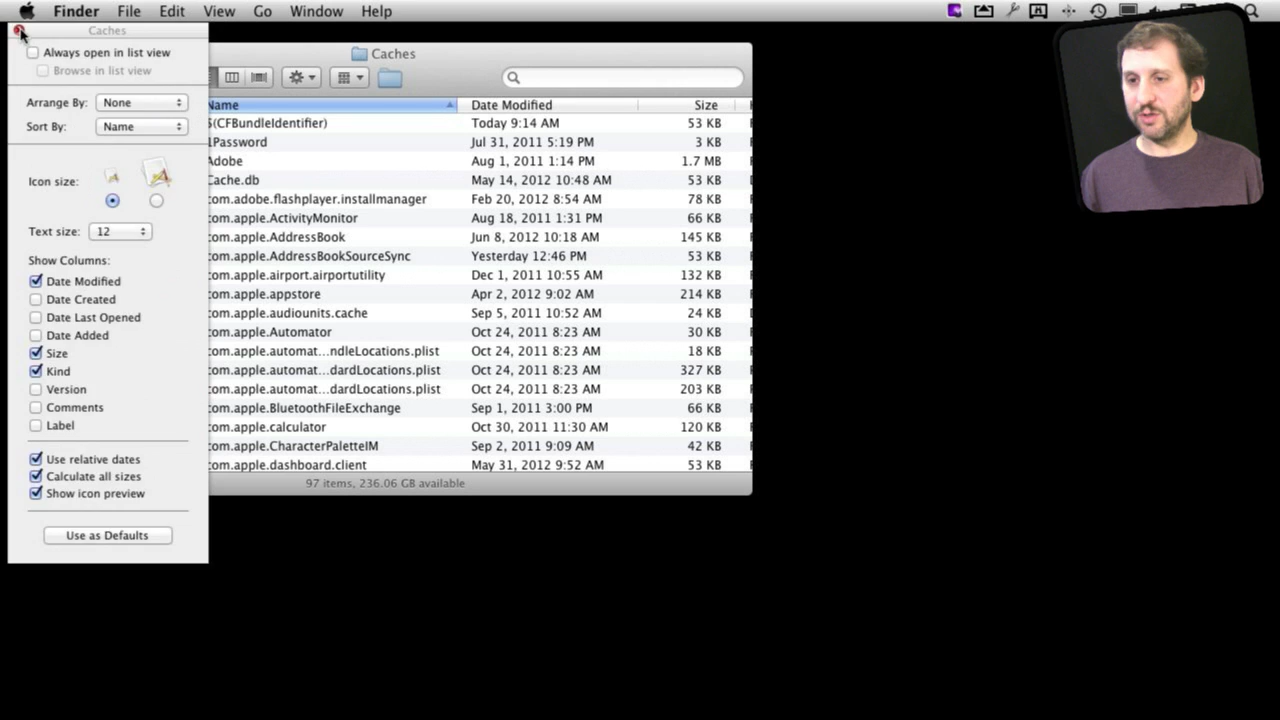 Finder File Edit View Go Window Help
Caches
Always open in list view
Browse in list view
Arrange By: None
Sort By: Name
Icon size:
Text size: 12
Show Columns:
Date Modified
Date Created
Date Last Opened
Date Added
Size
Kind
Version
Comments
Label
Use relative dates
Calculate all sizes
Show icon preview
Use as Defaults
Caches
Name Date Modified Size
$(CFBundleIdentifier) Today 9:14 AM 53 KB
1Password Jul 31, 2011 5:19 PM 3 KB
Adobe Aug 1, 2011 1:14 PM 1.7 MB
Cache.db May 14, 2012 10:48 AM 53 KB
com.adobe.flashplayer.installmanager Feb 20, 2012 8:54 AM 78 KB
com.apple.ActivityMonitor Aug 18, 2011 1:31 PM 66 KB
com.apple.AddressBook Jun 8, 2012 10:18 AM 145 KB
com.apple.AddressBookSourceSync Yesterday 12:46 PM 53 KB
com.apple.airport.airportutility Dec 1, 2011 10:55 AM 132 KB
com.apple.appstore Apr 2, 2012 9:02 AM 214 KB
com.apple.audiounits.cache Sep 5, 2011 10:52 AM 24 KB
com.apple.Automator Oct 24, 2011 8:23 AM 30 KB
com.apple.automat...ndleLocations.plist Oct 24, 2011 8:23 AM 18 KB
com.apple.automat...dardLocations.plist Oct 24, 2011 8:23 AM 327 KB
com.apple.automat...dardLocations.plist Oct 24, 2011 8:23 AM 203 KB
com.apple.BluetoothFileExchange Sep 1, 2011 3:00 PM 66 KB
com.apple.calculator Oct 30, 2011 11:30 AM 120 KB
com.apple.CharacterPaletteIM Sep 2, 2011 9:09 AM 42 KB
com.apple.dashboard.client May 31, 2012 9:52 AM 53 KB
97 items, 236.06 GB available